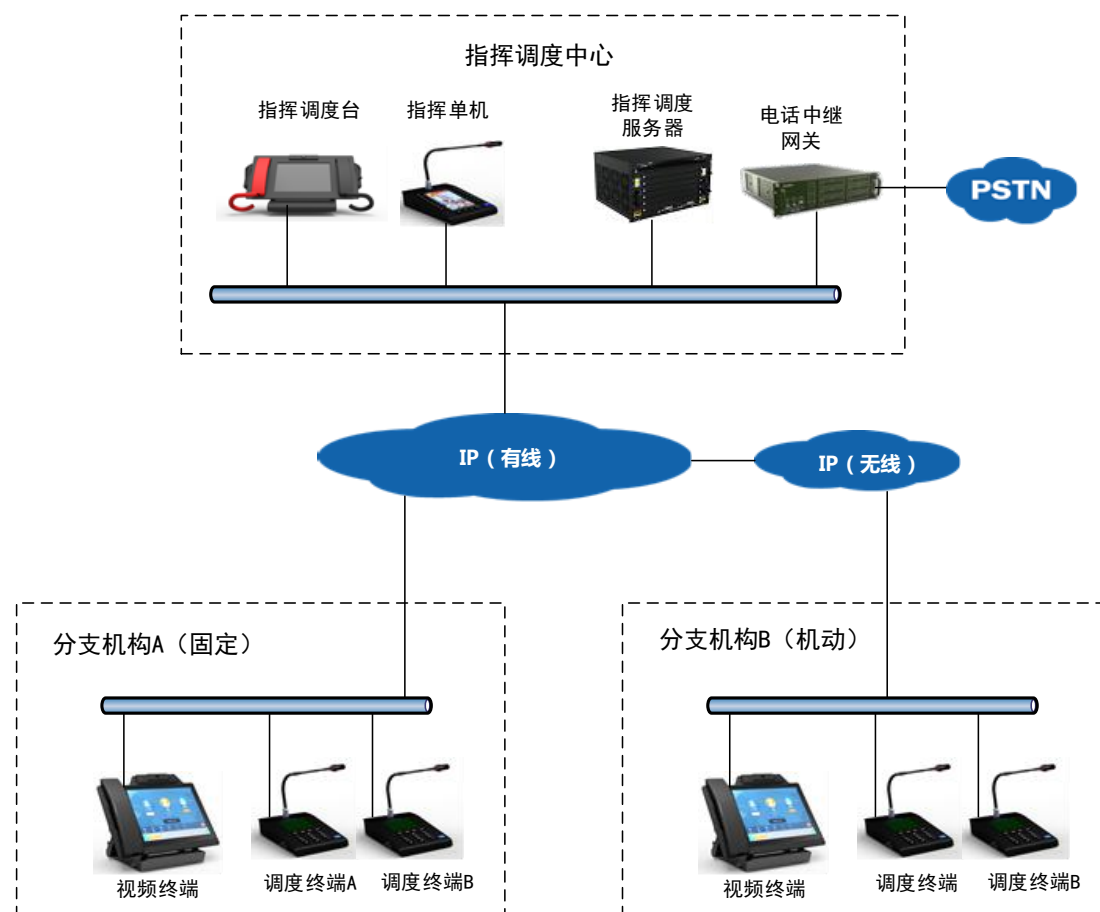 指挥调度中心
指挥调度台
指挥单机
指挥调度
服务器
电话中继
网关
PSTN
IP（有线）
IP（无线）
分支机构A（固定）
分支机构B（机动）
视频终端
调度终端A
调度终端B
视频终端
调度终端
调度终端B